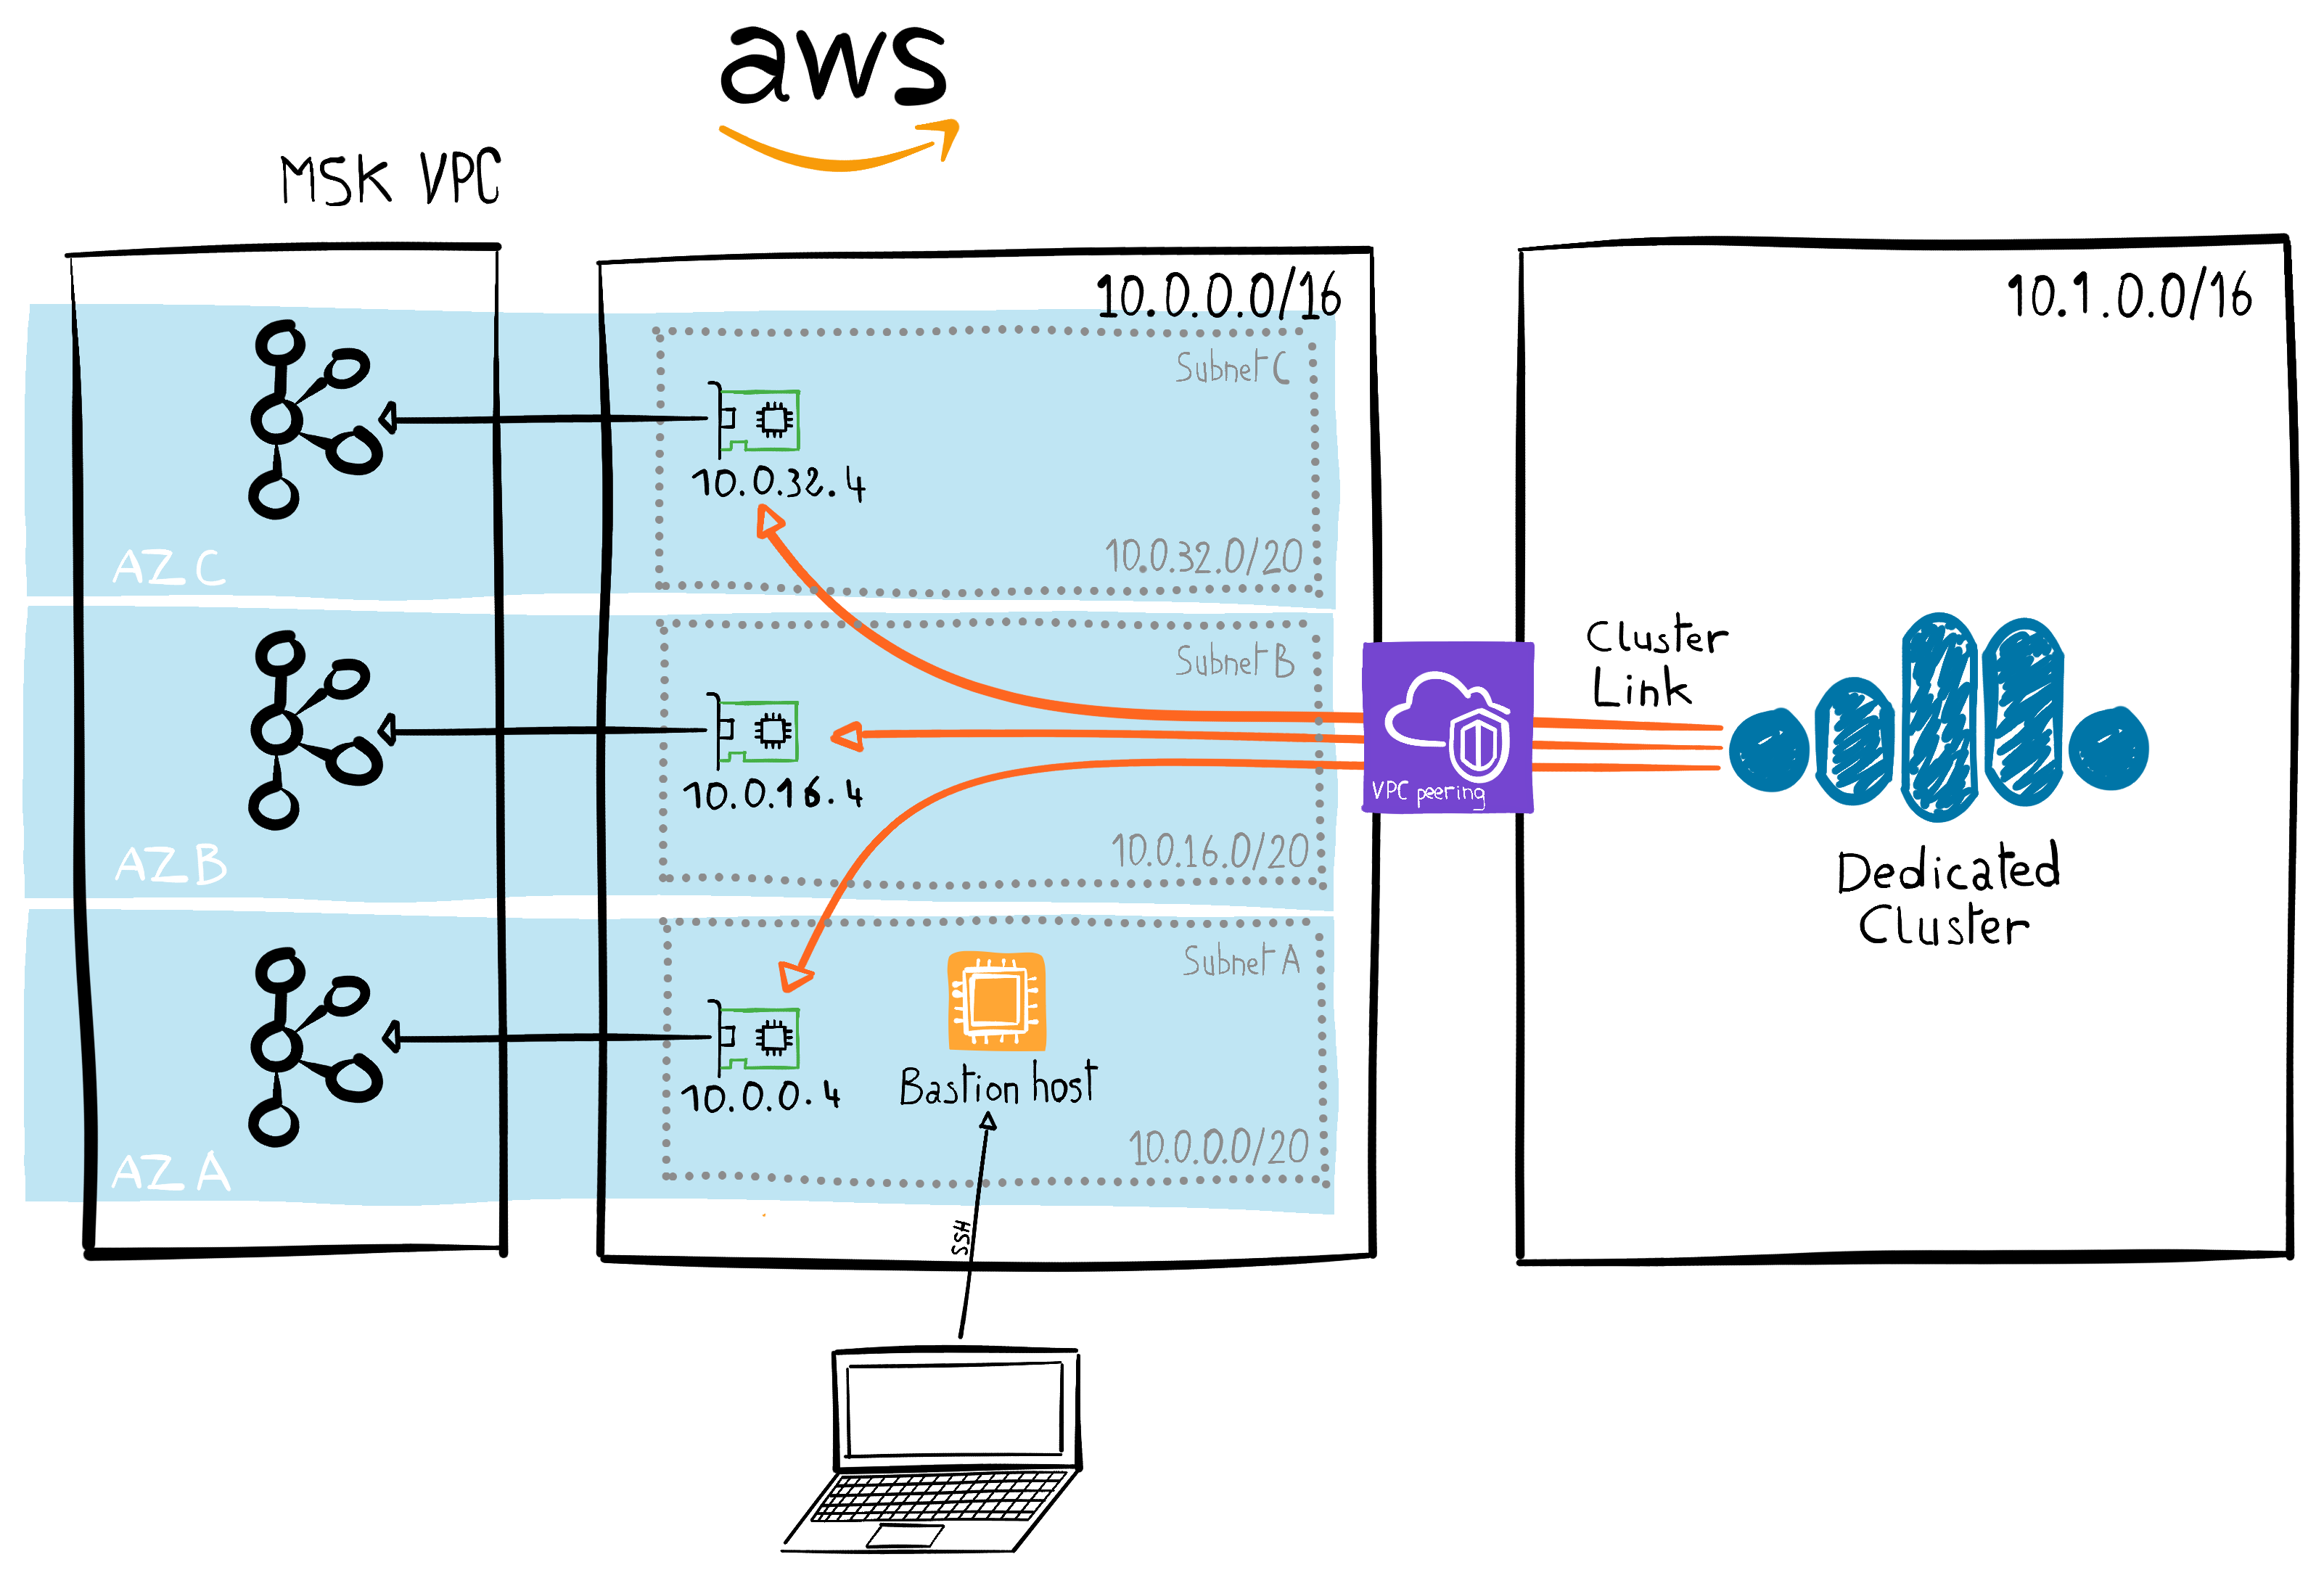 aws
MSK VPC
10.0.0.0/16
10.1.0.0/16
Subnet C
10.0.32.4
10.0.32.0/20
AZ C
Subnet B
10.0.16.4
10.0.16.0/20
AZ B
Subnet A
10.0.0.4
Bastion host
10.0.0.0/20
AZ A
SSH
VPC peering
Cluster
Link
Dedicated
Cluster